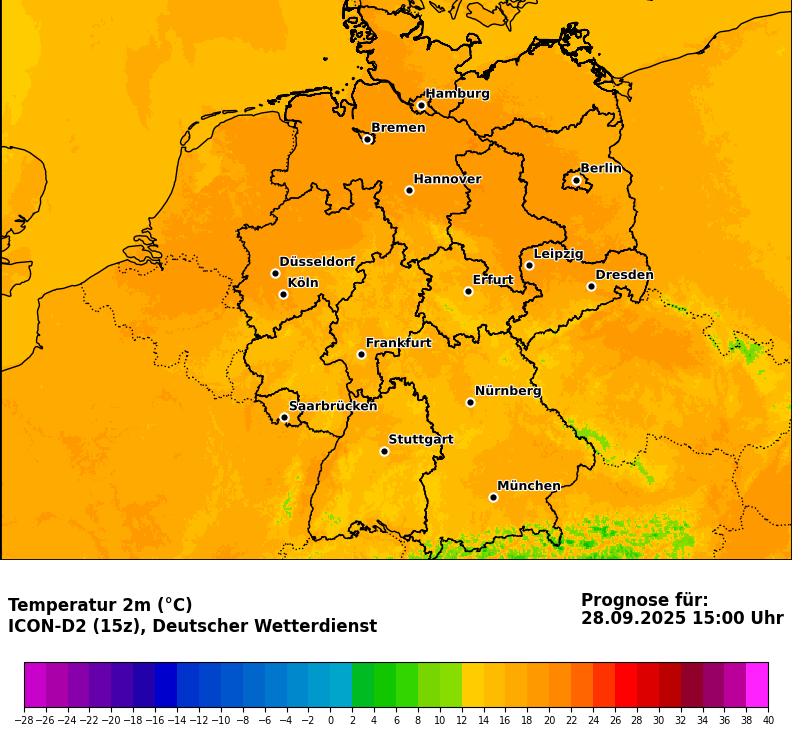 Hamburg
Bremen
Berlin
Hannover
Leipzig
Düsseldorf
Dresden
Köln
Erfurt
Frankfurt
Nürnberg
Saarbrücken
Stuttgart
München
Temperatur 2m (°C)
ICON-D2 (15z), Deutscher Wetterdienst
Prognose für:
28.09.2025 15:00 Uhr
−28 −26 −24 −22 −20 −18 −16 −14 −12 −10 −8 −6 −4 −2 0 2 4 6 8 10 12 14 16 18 20 22 24 26 28 30 32 34 36 38 40